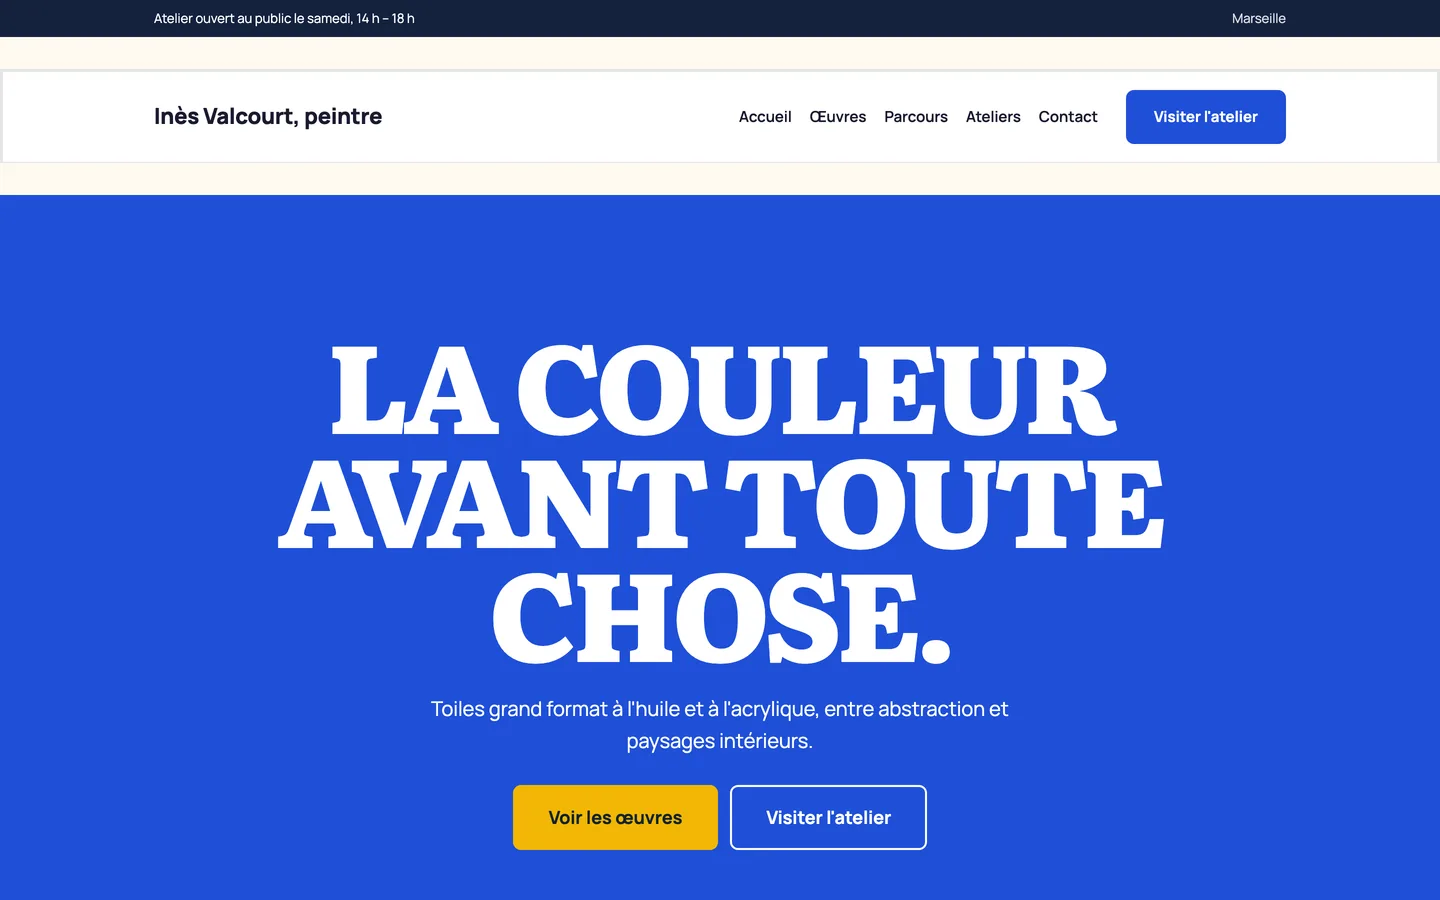 Atelier ouvert au public le samedi, 14 h – 18 h
Marseille
Inès Valcourt, peintre
Accueil
Œuvres
Parcours
Ateliers
Contact
Visiter l'atelier
LA COULEUR
AVANT TOUTE
CHOSE.
Toiles grand format à l'huile et à l'acrylique, entre abstraction et
paysages intérieurs.
Voir les œuvres
Visiter l'atelier